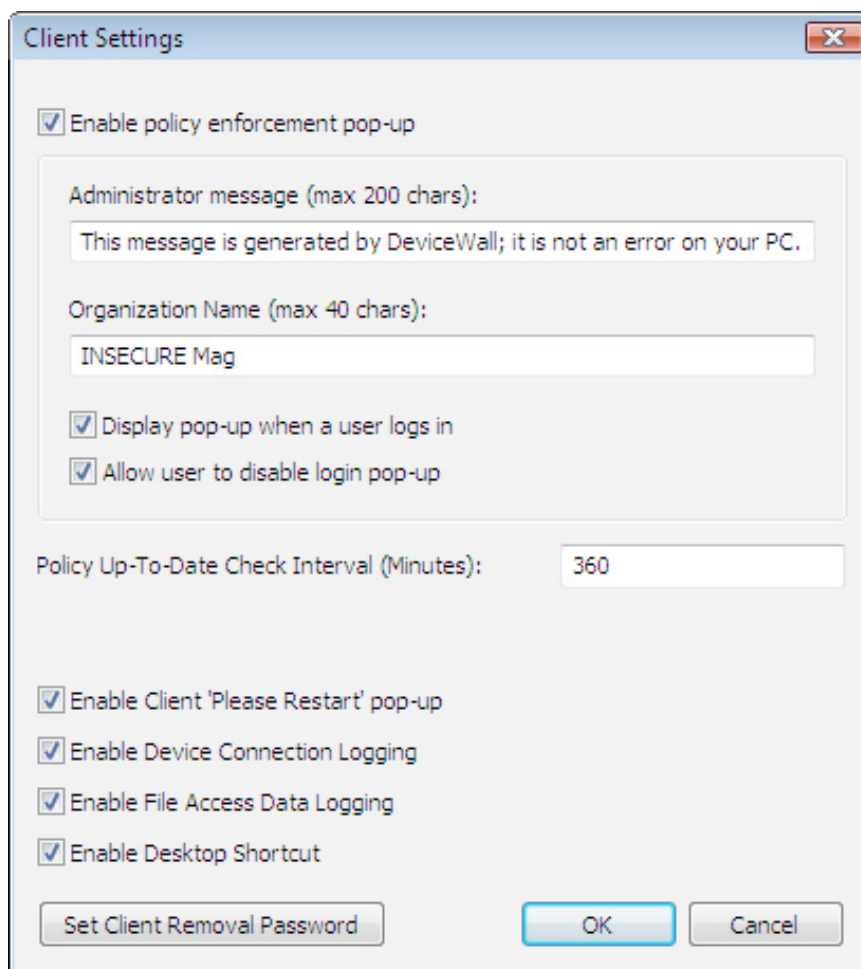 Client Settings
Enable policy enforcement pop-up
Administrator message (max 200 chars):
This message is generated by DeviceWall; it is not an error on your PC.
Organization Name (max 40 chars):
INSECURE Mag
Display pop-up when a user logs in
Allow user to disable login pop-up
Policy Up-To-Date Check Interval (Minutes):
360
Enable Client 'Please Restart' pop-up
Enable Device Connection Logging
Enable File Access Data Logging
Enable Desktop Shortcut
Set Client Removal Password
OK
Cancel